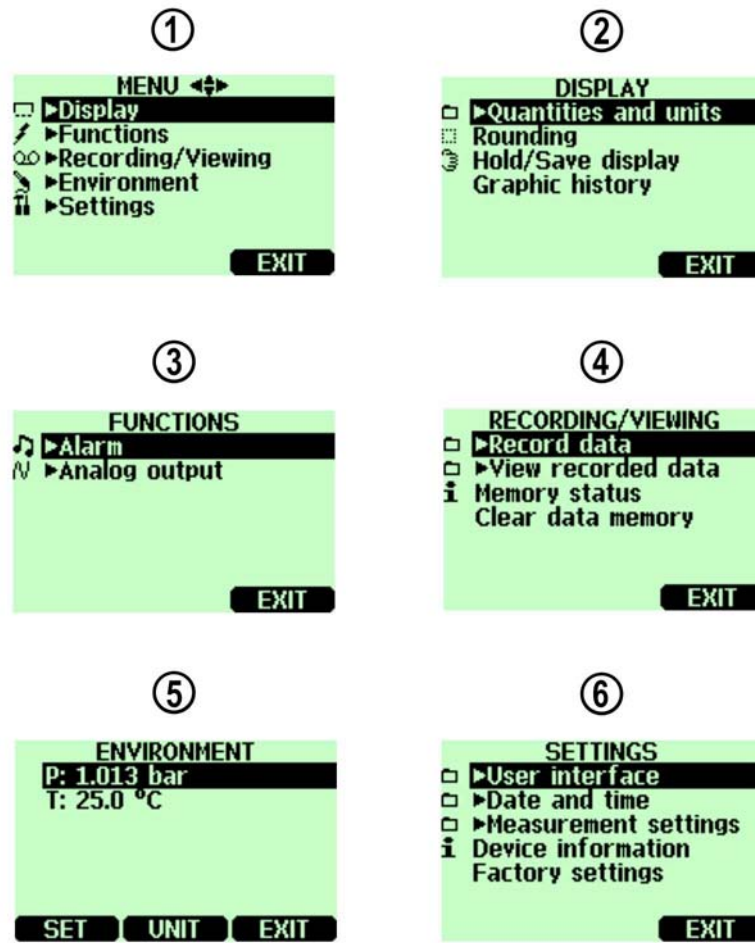 ①
MENU
▶Display
▶Functions
▶Recording/Viewing
▶Environment
▶Settings
EXIT
②
DISPLAY
▶Quantities and units
Rounding
Hold/Save display
Graphic history
EXIT
③
FUNCTIONS
▶Alarm
▶Analog output
EXIT
④
RECORDING/VIEWING
▶Record data
▶View recorded data
Memory status
Clear data memory
EXIT
⑤
ENVIRONMENT
P: 1.013 bar
T: 25.0 ºC
SET UNIT EXIT
⑥
SETTINGS
▶User interface
▶Date and time
▶Measurement settings
Device information
Factory settings
EXIT